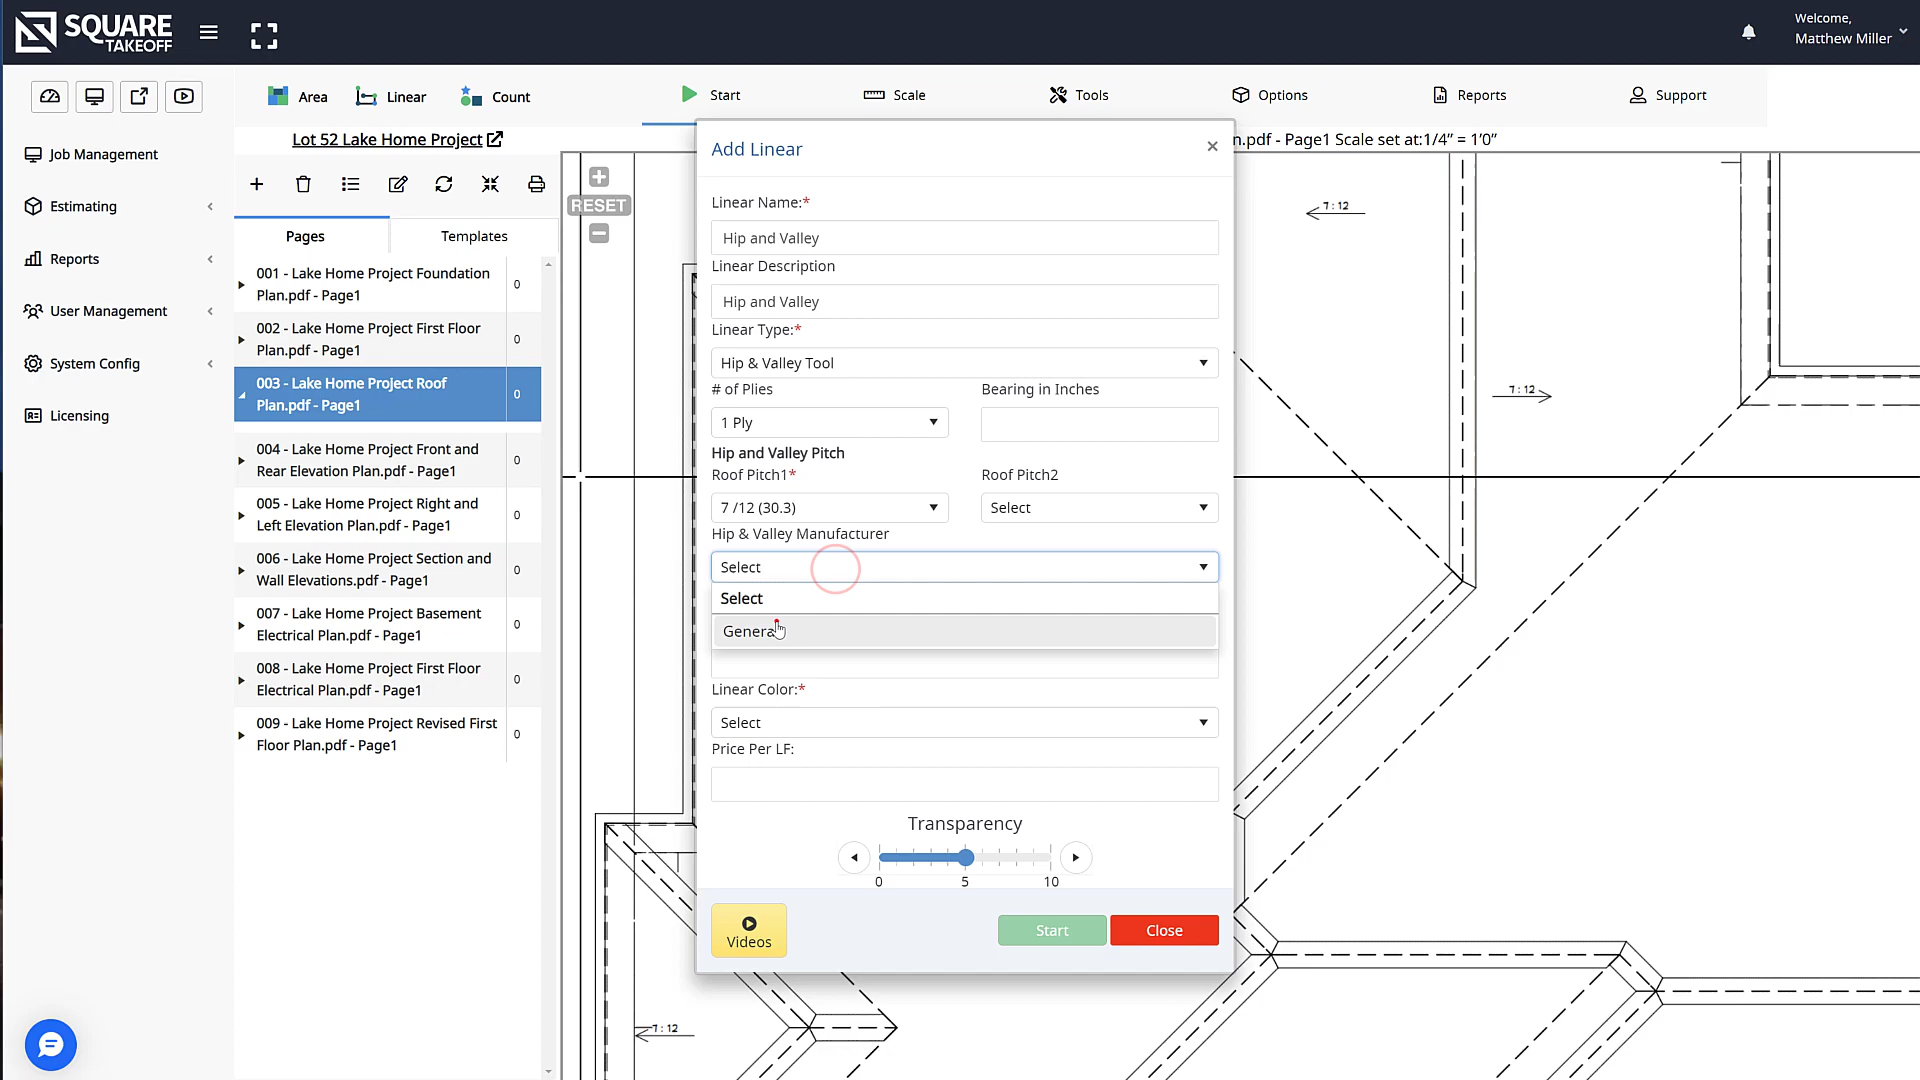 SQUARE
TAKEOFF
Welcome,
Matthew Miller
Area
Linear
Count
Start
Scale
Tools
Options
Reports
Support
Lot 52 Lake Home Project
n.pdf - Page1 Scale set at:1/4” = 1’0”
Job Management
Estimating
Reports
User Management
System Config
Licensing
Pages
Templates
001 - Lake Home Project Foundation
Plan.pdf - Page1
0
002 - Lake Home Project First Floor
Plan.pdf - Page1
0
003 - Lake Home Project Roof
Plan.pdf - Page1
0
004 - Lake Home Project Front and
Rear Elevation Plan.pdf - Page1
0
005 - Lake Home Project Right and
Left Elevation Plan.pdf - Page1
0
006 - Lake Home Project Section and
Wall Elevations.pdf - Page1
0
007 - Lake Home Project Basement
Electrical Plan.pdf - Page1
0
008 - Lake Home Project First Floor
Electrical Plan.pdf - Page1
0
009 - Lake Home Project Revised First
Floor Plan.pdf - Page1
0
RESET
Add Linear
×
Linear Name:*
Hip and Valley
Linear Description
Hip and Valley
Linear Type:*
Hip & Valley Tool
# of Plies
Bearing in Inches
1 Ply
Hip and Valley Pitch
Roof Pitch1*
Roof Pitch2
7 /12 (30.3)
Select
Hip & Valley Manufacturer
Select
Select
General
Linear Color:*
Select
Price Per LF:
Transparency
0
5
10
Videos
Start
Close
7:12
7:12
7:12